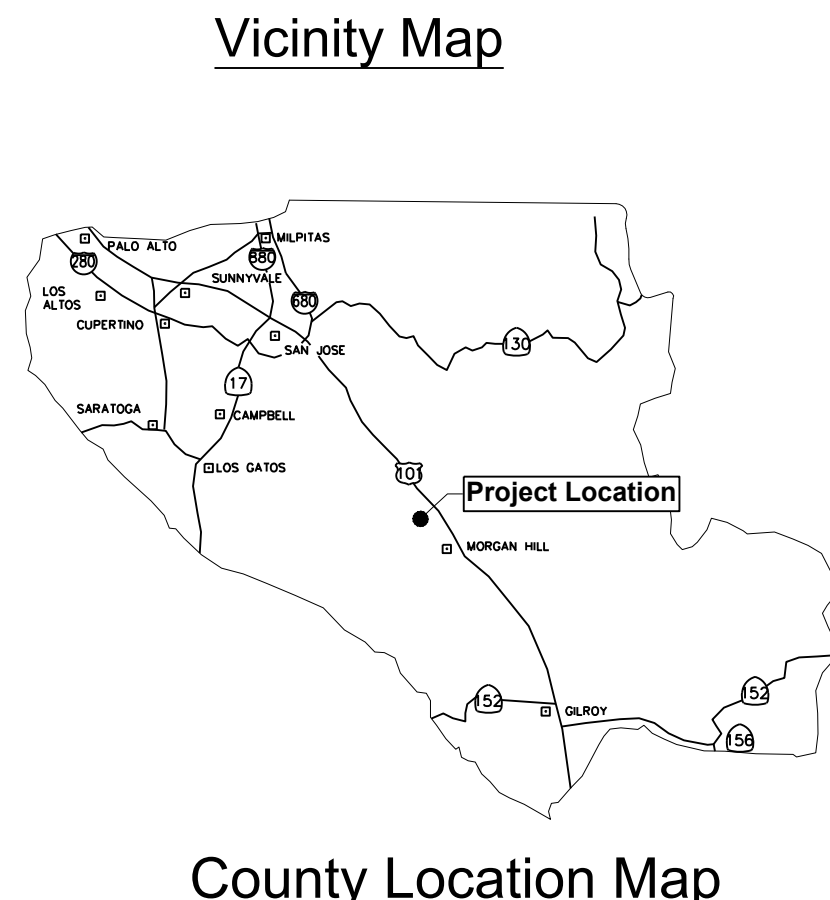 Vicinity Map
PALO ALTO
MILPITAS
280
880
SUNNYVALE
LOS
ALTOS
680
CUPERTINO
130
SAN JOSE
17
SARATOGA
CAMPBELL
LOS GATOS
101
Project Location
MORGAN HILL
152
152
GILROY
156
County Location Map